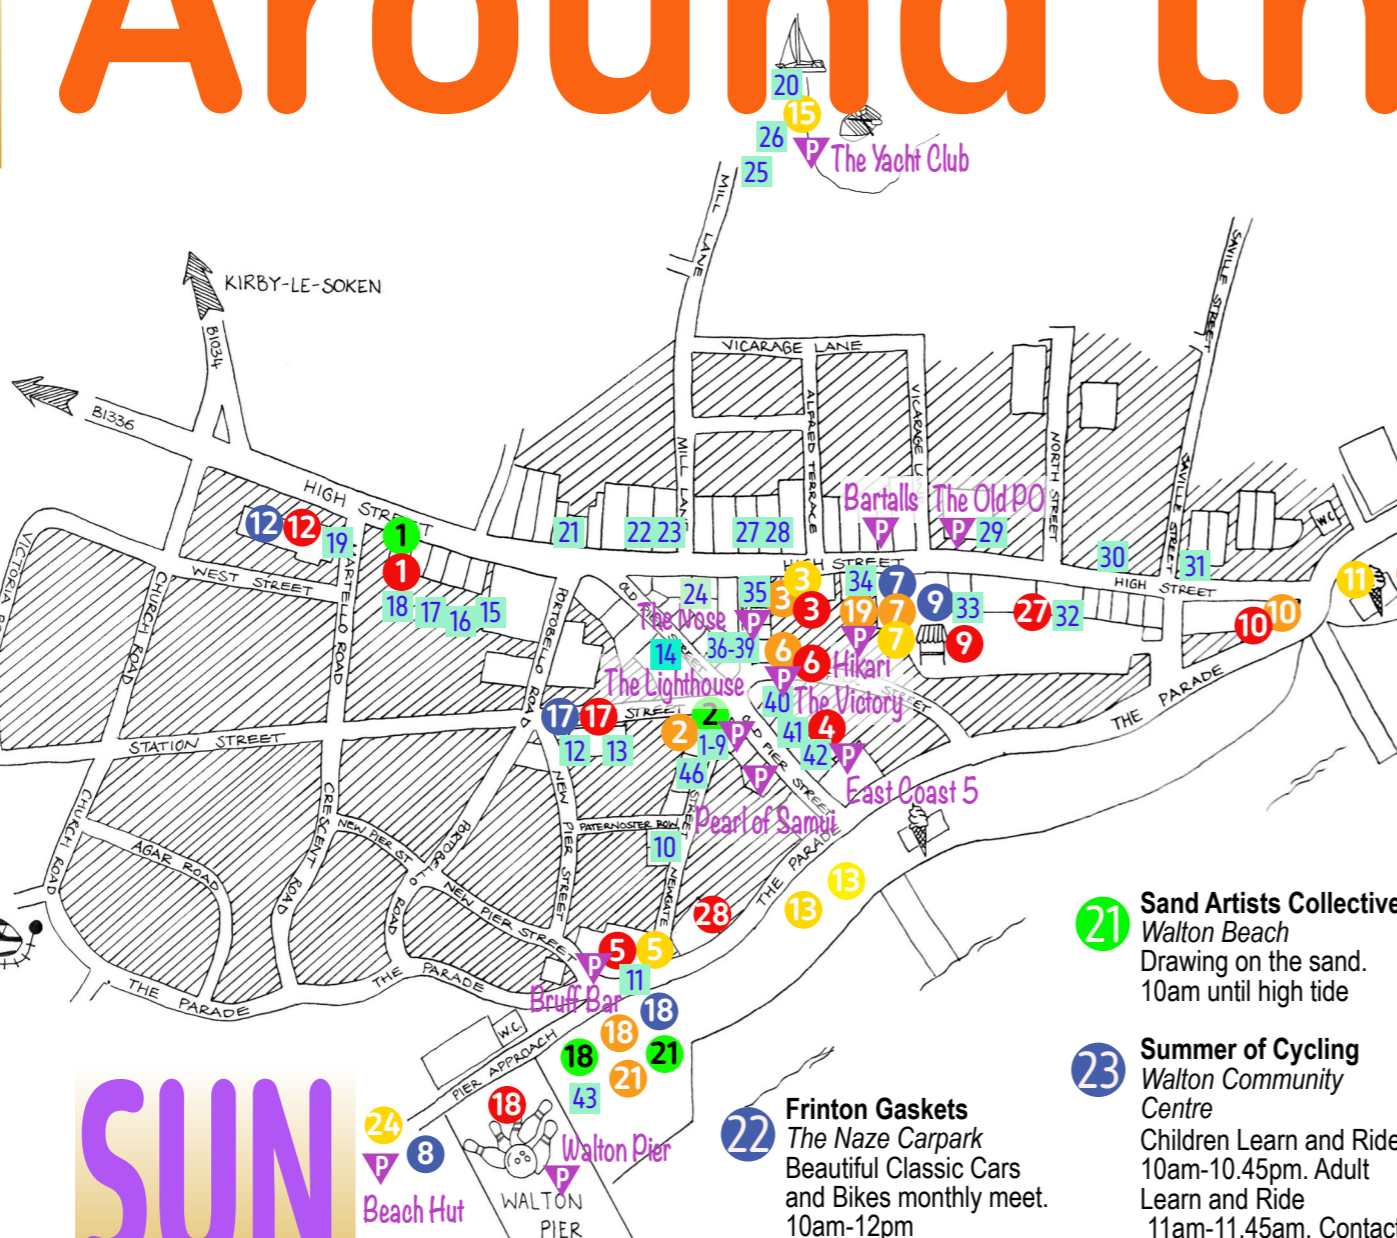 Around th
20
15
26
25
P
The Yacht Club
MILL LANE
SAVILLE STREET
KIRBY-LE-SOKEN
B1034
B1336
VICARAGE LANE
ALFRED TERRACE
VICARAGE
MILL LANE
NORTH STREET
SAVILLE STREET
HIGH STREET
Bartalls
P
The Old PO
P
29
W.C.
12
12
19
1
1
21
22 23
27 28
30
31
HIGH STREET
HIGH STREET
VICTORIA
WEST STREET
CHURCH ROAD
MARTELLO ROAD
18
17
16
15
PORTOBELLO ROAD
OLD
24
35
3
3
3
34
7
19
7
7
9
33
27
32
10
10
11
The Nose
P
14
36-39
6
6
P
Hikari
9
The Lighthouse
P
40
The Victory
STREET
THE PARADE
17
17
STREET
2
2
1-9
P
OLD PIER STREET
41
4
42
P
East Coast 5
STATION STREET
12
13
46
P
Pearl of Samui
STREET
CHURCH ROAD
CRESCENT ROAD
NEW PIER ST
PORTOBELLO ROAD
NEW PIER STREET
PATERNOSTER ROW
10
NEWGATE
THE PARADE
AGAR ROAD
NEW PIER STREET
13
13
28
5
5
P
11
Bruff Bar
THE PARADE
THE PARADE
W.C.
PIER APPROACH
18
18
18
21
21
43
18
24
P
8
Beach Hut
Walton Pier
P
WALTON
PIER
SUN
21
Sand Artists Collective
Walton Beach
Drawing on the sand.
10am until high tide
22
Frinton Gaskets
The Naze Carpark
Beautiful Classic Cars
and Bikes monthly meet.
10am-12pm
23
Summer of Cycling
Walton Community
Centre
Children Learn and Ride
10am-10.45pm. Adult
Learn and Ride
11am-11.45am. Contact